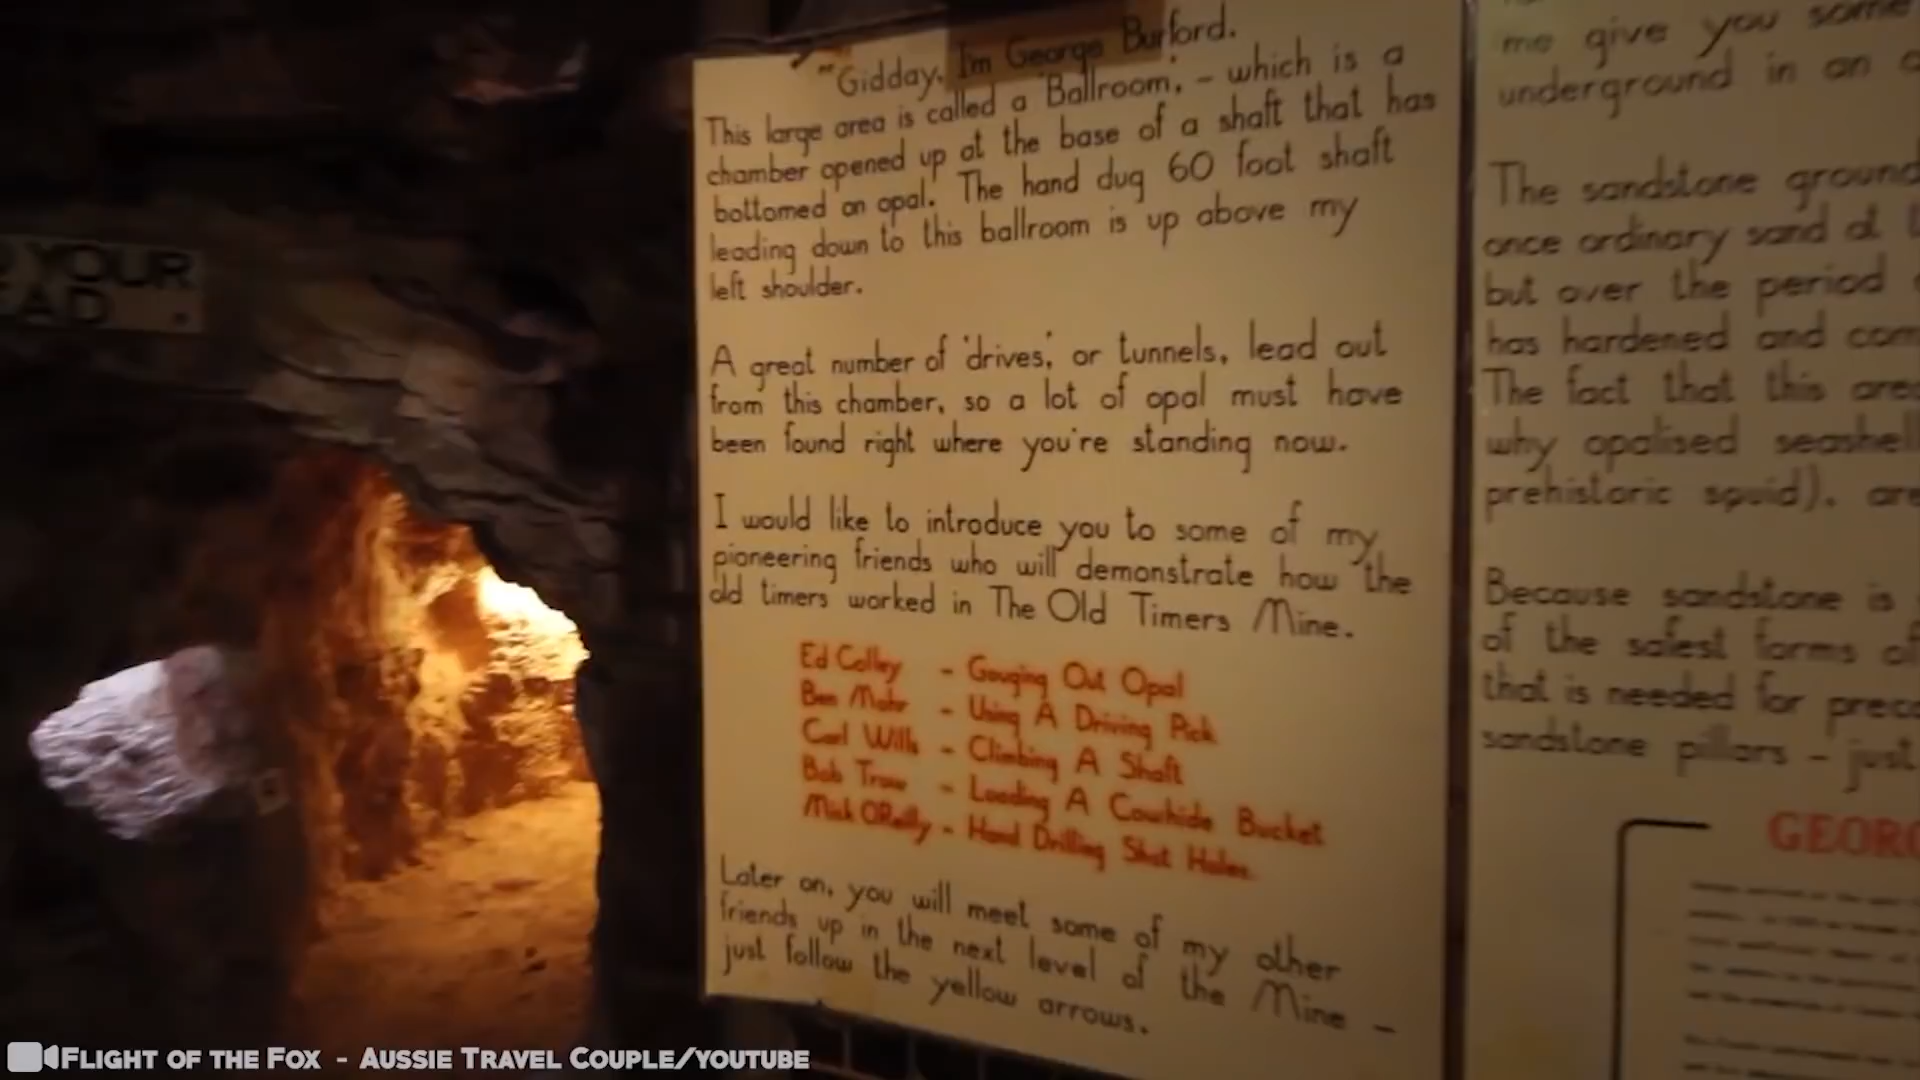 YOUR
"Gidday, I'm George Burford.
This large area is called a 'Ballroom', - which is a
chamber opened up at the base of a shaft that has
bottomed on opal. The hand dug 60 foot shaft
leading down to this ballroom is up above my
left shoulder.
A great number of 'drives', or tunnels, lead out
from this chamber, so a lot of opal must have
been found right where you're standing now.
I would like to introduce you to some of my
pioneering friends who will demonstrate how the
old timers worked in The Old Timers Mine.
Ed Colley - Gouging Out Opal
Ben Mohr - Using A Driving Pick
Carl Wills - Climbing A Shaft
Bob Trow - Loading A Cowhide Bucket
Mick O'Reilly - Hand Drilling Shot Holes
Later on, you will meet some of my other
friends up in the next level of the Mine -
just follow the yellow arrows.
me give you some
underground in an
The sandstone ground
once ordinary sand at
but over the period
has hardened and com
The fact that this area
why opalised seashell
prehistoric squid), are
Because sandstone is
of the safest forms of
that is needed for prec
sandstone pillars - just
GEORG
FLIGHT OF THE FOX - AUSSIE TRAVEL COUPLE/YOUTUBE